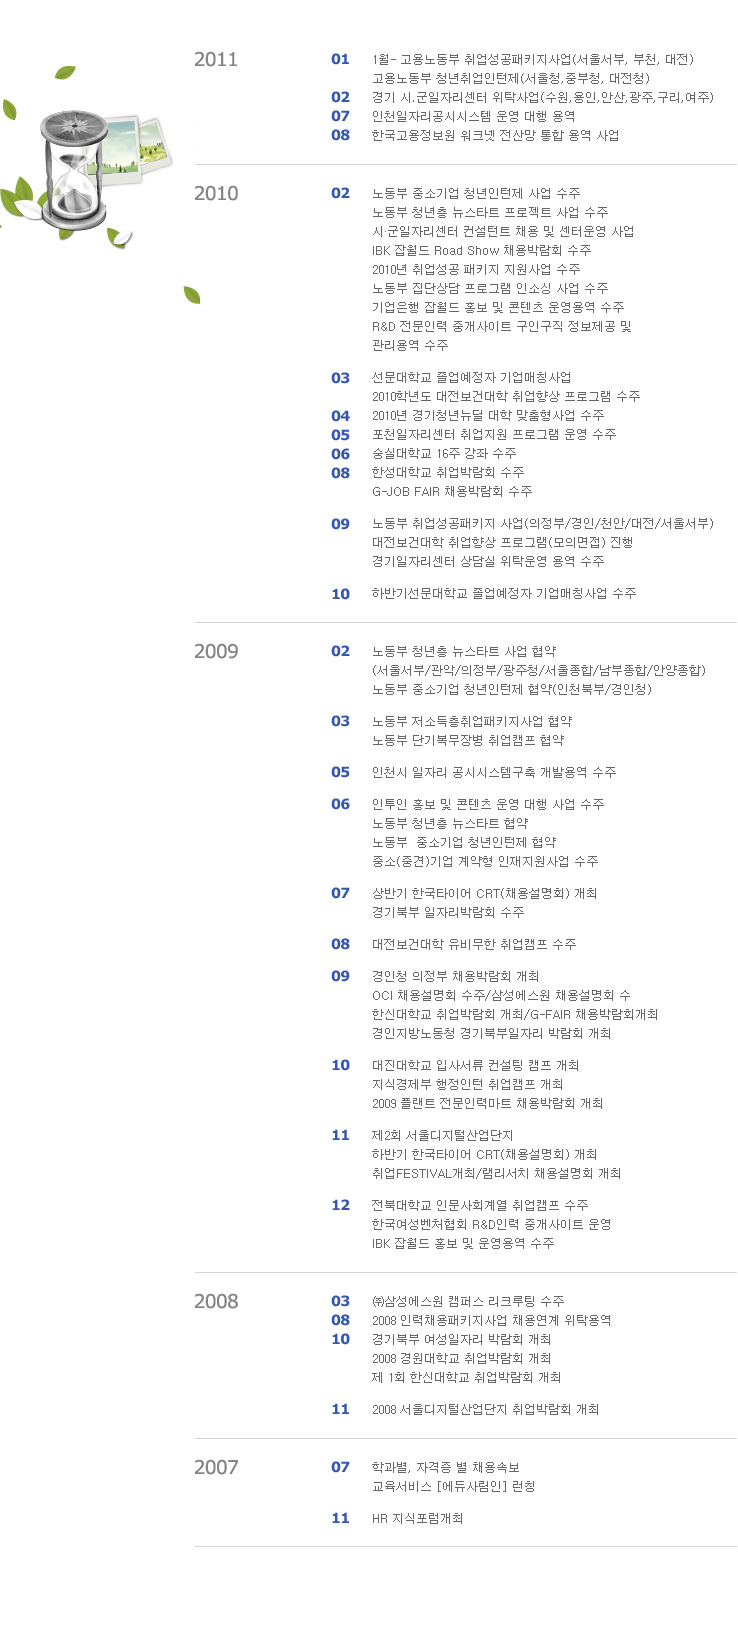 2011 01 1월- 고용노동부 취업성공패키지사업(서울서부, 부천, 대전)
고용노동부 청년취업인턴제(서울청,중부청, 대전청)
02 경기 시.군일자리센터 위탁사업(수원,용인,안산,광주,구리,여주)
07 인천일자리공시시스템 운영 대행 용역
08 한국고용정보원 워크넷 전산망 통합 용역 사업
2010 02 노동부 중소기업 청년인턴제 사업 수주
노동부 청년층 뉴스타트 프로젝트 사업 수주
시·군일자리센터 컨설턴트 채용 및 센터운영 사업
IBK 잡월드 Road Show 채용박람회 수주
2010년 취업성공 패키지 지원사업 수주
노동부 집단상담 프로그램 인소싱 사업 수주
기업은행 잡월드 홍보 및 콘텐츠 운영용역 수주
R&D 전문인력 중개사이트 구인구직 정보제공 및
관리용역 수주
03 선문대학교 졸업예정자 기업매칭사업
2010학년도 대전보건대학 취업향상 프로그램 수주
04 2010년 경기청년뉴딜 대학 맞춤형사업 수주
05 포천일자리센터 취업지원 프로그램 운영 수주
06 숭실대학교 16주 강좌 수주
08 한성대학교 취업박람회 수주
G-JOB FAIR 채용박람회 수주
09 노동부 취업성공패키지 사업(의정부/경인/천안/대전/서울서부)
대전보건대학 취업향상 프로그램(모의면접) 진행
경기일자리센터 상담실 위탁운영 용역 수주
10 하반기선문대학교 졸업예정자 기업매칭사업 수주
2009 02 노동부 청년층 뉴스타트 사업 협약
(서울서부/관악/의정부/광주청/서울종합/남부종합/안양종합)
노동부 중소기업 청년인턴제 협약(인천북부/경인청)
03 노동부 저소득층취업패키지사업 협약
노동부 단기복무장병 취업캠프 협약
05 인천시 일자리 공시시스템구축 개발용역 수주
06 인투인 홍보 및 콘텐츠 운영 대행 사업 수주
노동부 청년층 뉴스타트 협약
노동부  중소기업 청년인턴제 협약
중소(중견)기업 계약형 인재지원사업 수주
07 상반기 한국타이어 CRT(채용설명회) 개최
경기북부 일자리박람회 수주
08 대전보건대학 유비무한 취업캠프 수주
09 경인청 의정부 채용박람회 개최
OCI 채용설명회 수주/삼성에스원 채용설명회 수
한신대학교 취업박람회 개최/G-FAIR 채용박람회개최
경인지방노동청 경기북부일자리 박람회 개최
10 대진대학교 입사서류 컨설팅 캠프 개최
지식경제부 행정인턴 취업캠프 개최
2009 플랜트 전문인력마트 채용박람회 개최
11 제2회 서울디지털산업단지
하반기 한국타이어 CRT(채용설명회) 개최
취업FESTIVAL개최/램리서치 채용설명회 개최
12 전북대학교 인문사회계열 취업캠프 수주
한국여성벤처협회 R&D인력 중개사이트 운영
IBK 잡월드 홍보 및 운영용역 수주
2008 03 ㈜삼성에스원 캠퍼스 리크루팅 수주
08 2008 인력채용패키지사업 채용연계 위탁용역
10 경기북부 여성일자리 박람회 개최
2008 경원대학교 취업박람회 개최
제 1회 한신대학교 취업박람회 개최
11 2008 서울디지털산업단지 취업박람회 개최
2007 07 학과별, 자격증 별 채용속보
교육서비스 [에듀사람인] 런칭
11 HR 지식포럼개최